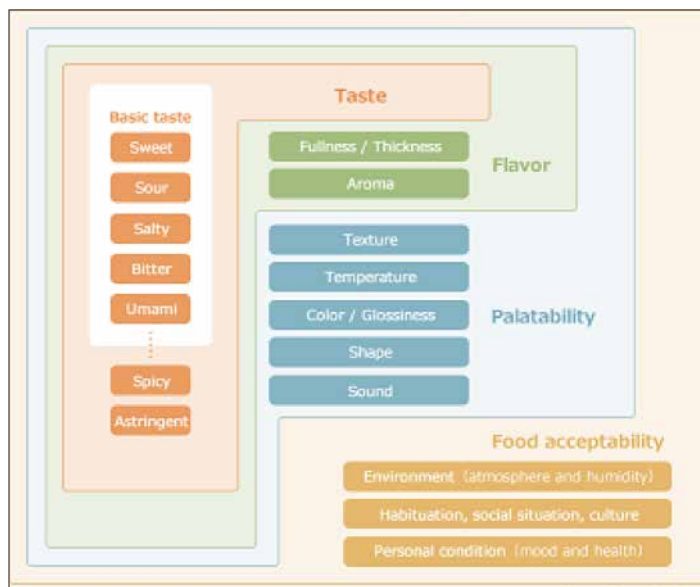 Taste
Basic taste
Sweet
Sour
Salty
Bitter
Umami
Spicy
Astringent
Fullness / Thickness
Aroma
Flavor
Texture
Temperature
Color / Glossiness
Shape
Sound
Palatability
Food acceptability
Environment (atmosphere and humidity)
Habituation, social situation, culture
Personal condition (mood and health)